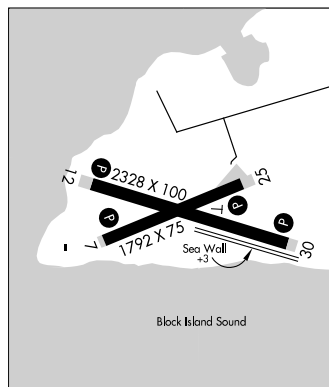 P
2328 X 100
12
25
P
P
P
T
7
1792 X 75
Sea Wall
+3
30
Block Island Sound